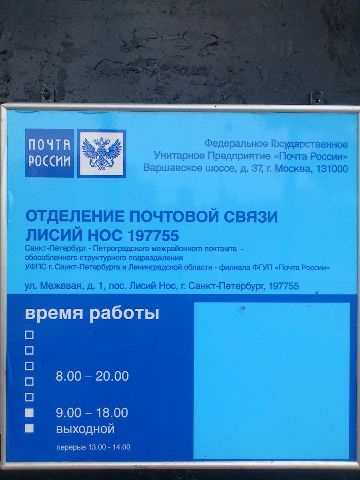 ПОЧТА
РОССИИ
Федеральное Государственное
Унитарное Предприятие «Почта России»
Варшавское шоссе, д. 37, г. Москва, 131000
ОТДЕЛЕНИЕ ПОЧТОВОЙ СВЯЗИ
ЛИСИЙ НОС 197755
Санкт-Петербург - Петроградского межрайонного почтамта, -
обособленного структурного подразделения
УФПС г. Санкт-Петербурга и Ленинградской области - филиала ФГУП «Почта России»
ул. Межевая, д. 1, пос. Лисий Нос, г. Санкт-Петербург, 197755
время работы
8.00 – 20.00
9.00 – 18.00
выходной
перерыв 13.00 - 14.00